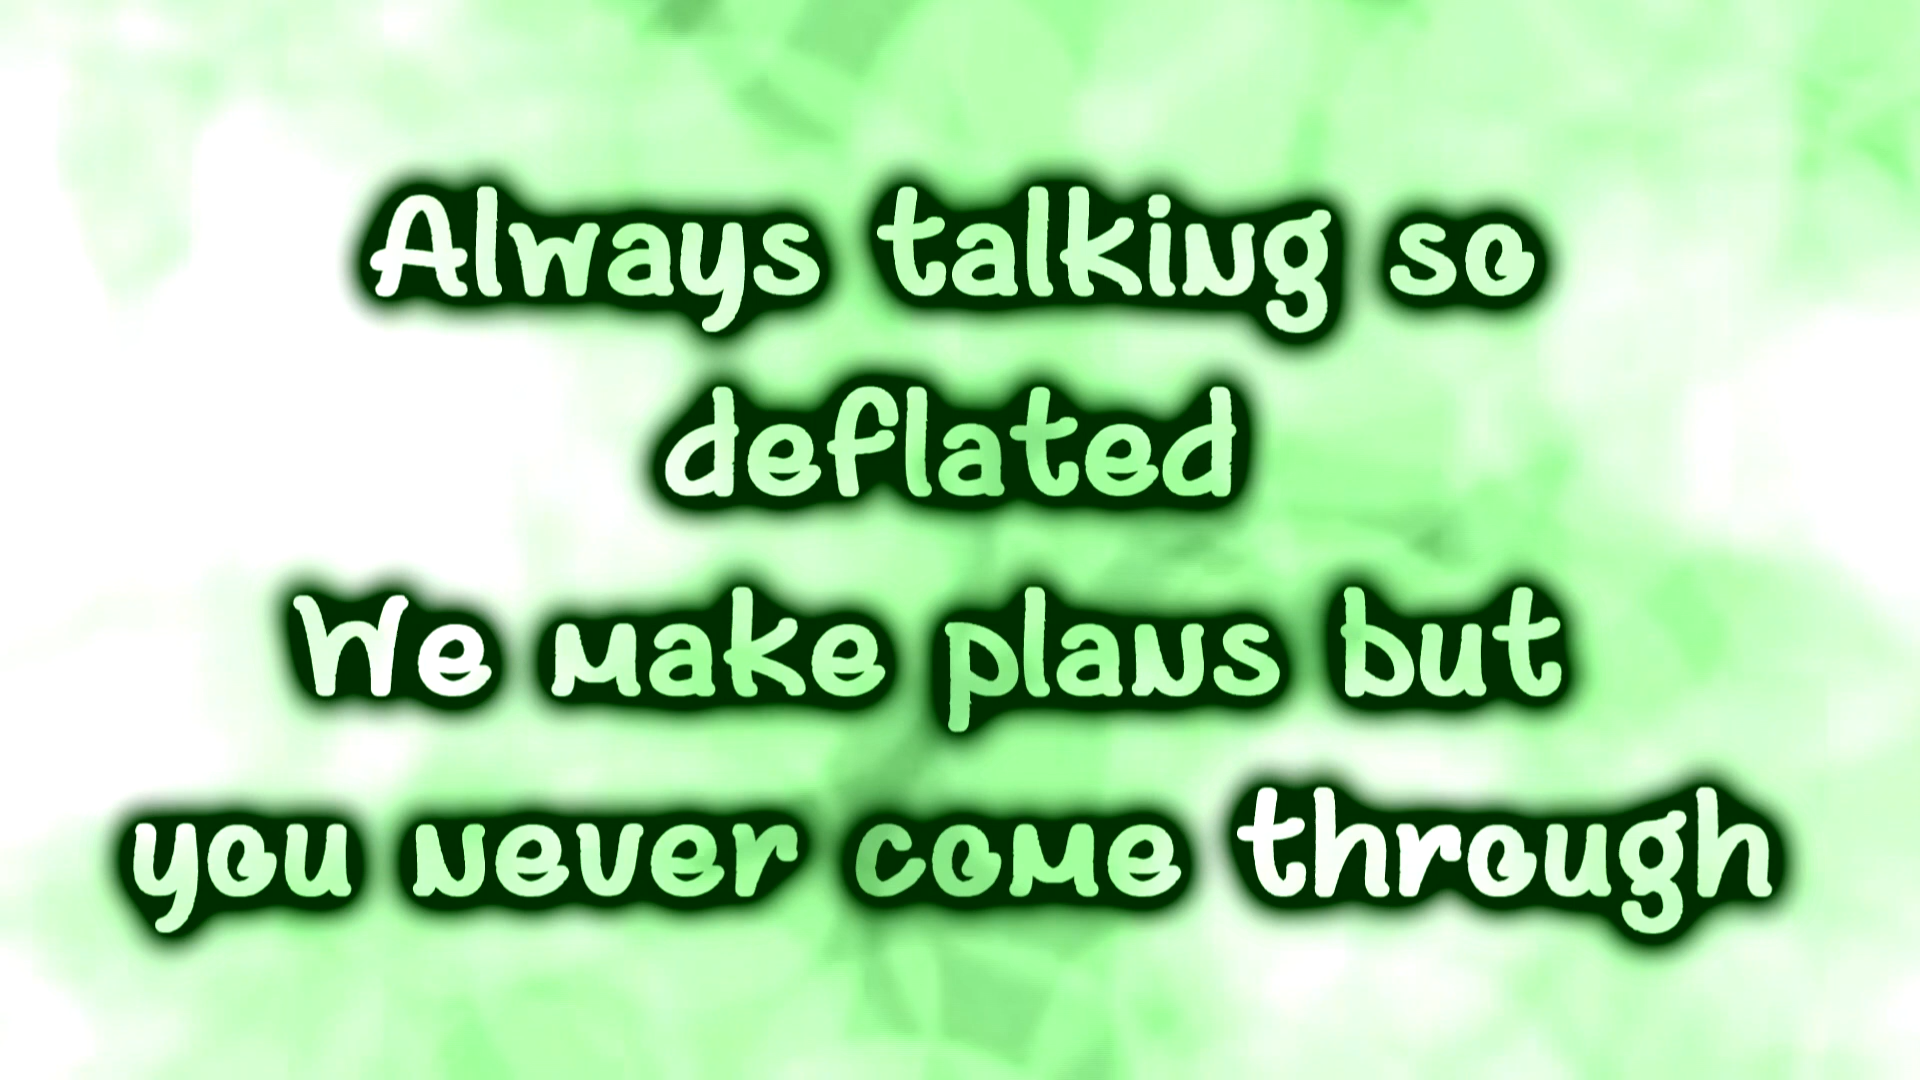 Always talking so
deflated
We make plans but
you never come through